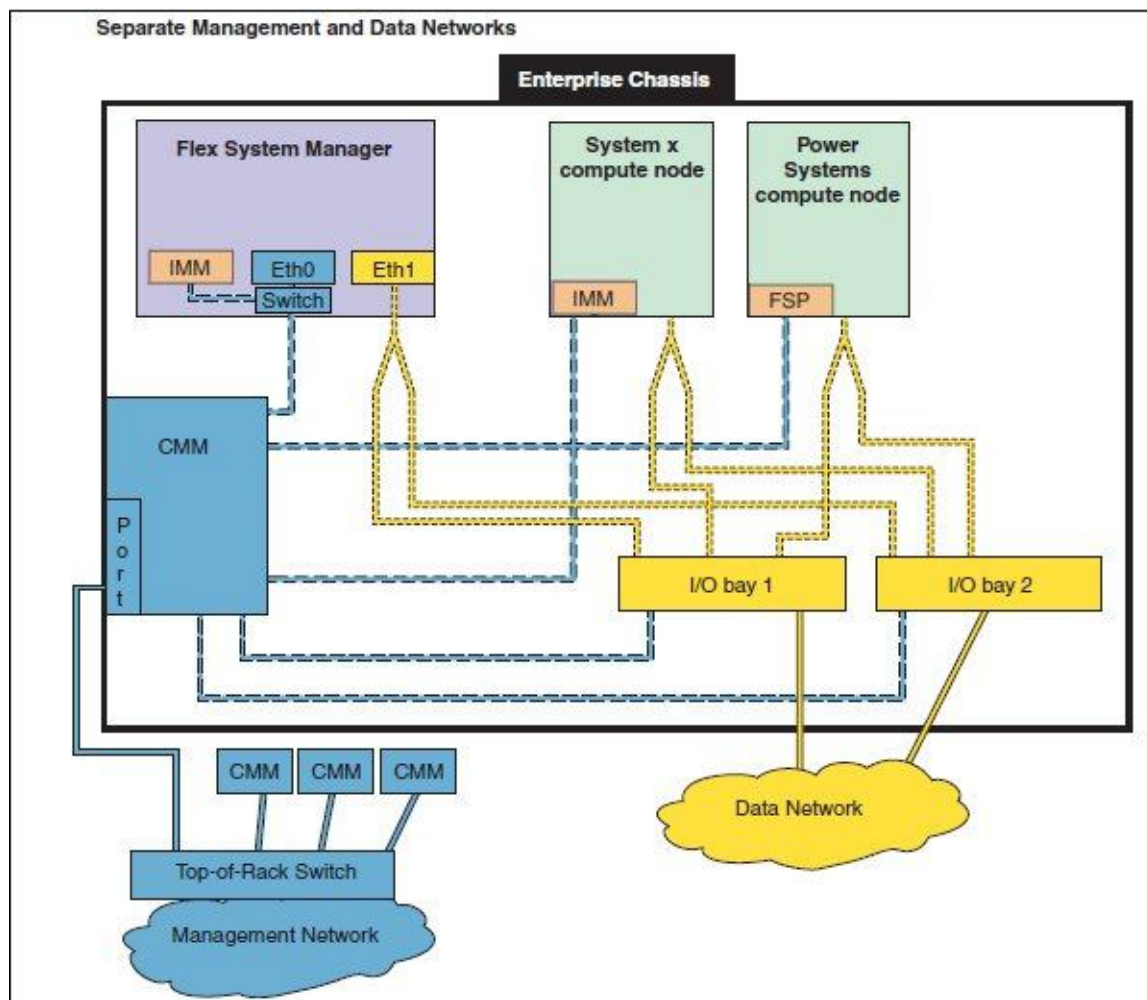 Separate Management and Data Networks
Enterprise Chassis
Flex System Manager
System x
compute node
Power
Systems
compute node
IMM
Eth0
Eth1
Switch
IMM
FSP
CMM
Port
I/O bay 1
I/O bay 2
CMM
CMM
CMM
Data Network
Top-of-Rack Switch
Management Network